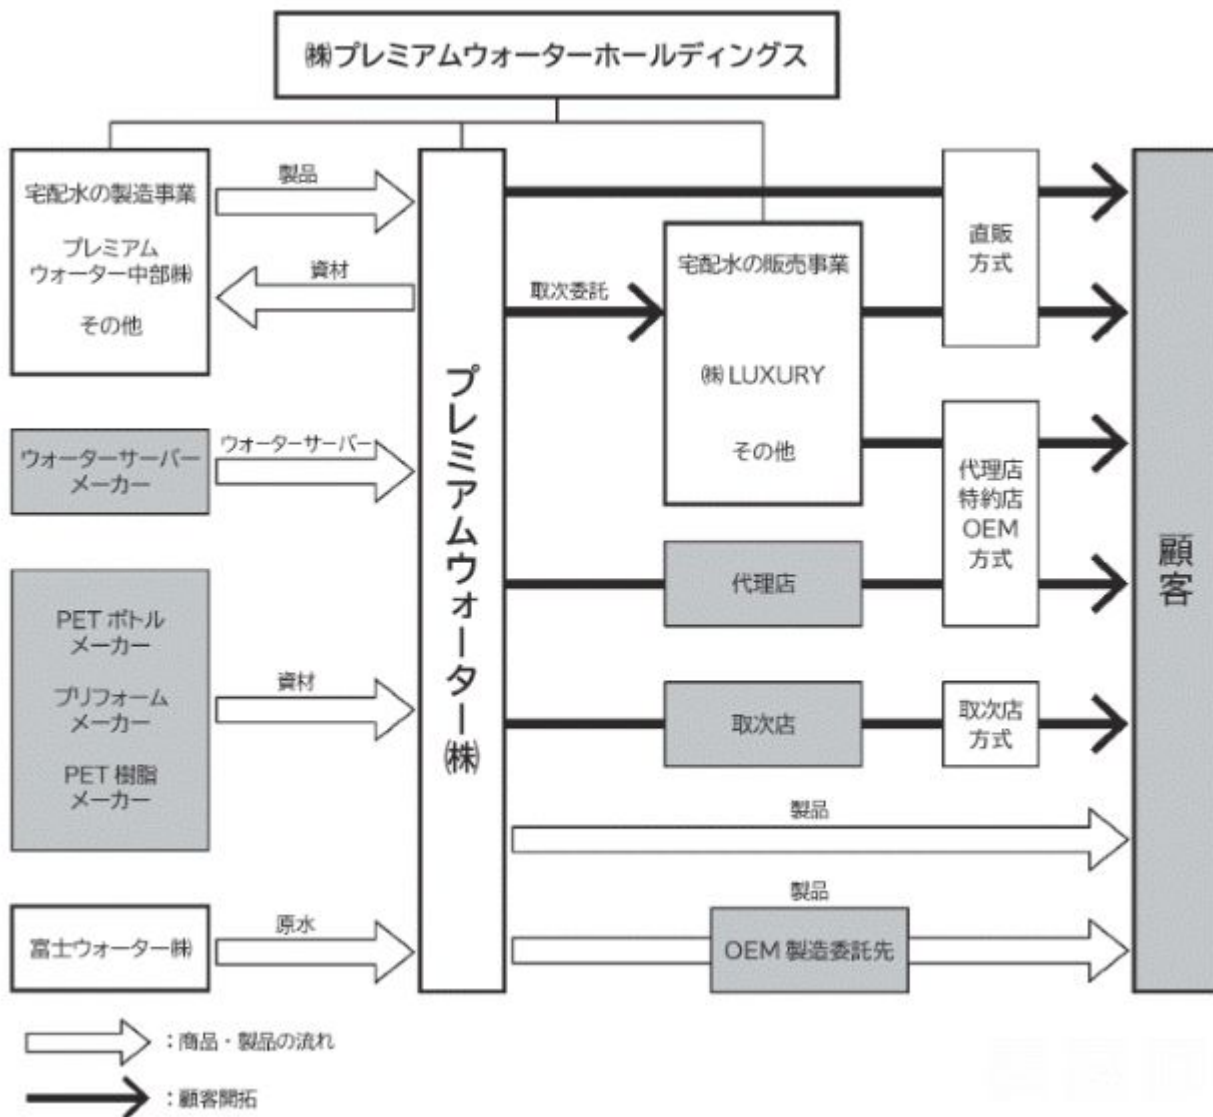 ㈱プレミアムウォーターホールディングス
宅配水の製造事業
プレミアム
ウォーター中部㈱
その他
製品
資材
ウォーターサーバー
メーカー
ウォーターサーバー
PETボトル
メーカー
プリフォーム
メーカー
PET樹脂
メーカー
資材
富士ウォーター㈱
原水
プレミアムウォーター㈱
取次委託
宅配水の販売事業
㈱LUXURY
その他
代理店
取次店
直販
方式
代理店
特約店
OEM
方式
取次店
方式
製品
製品
OEM製造委託先
顧客
：商品・製品の流れ
：顧客開拓